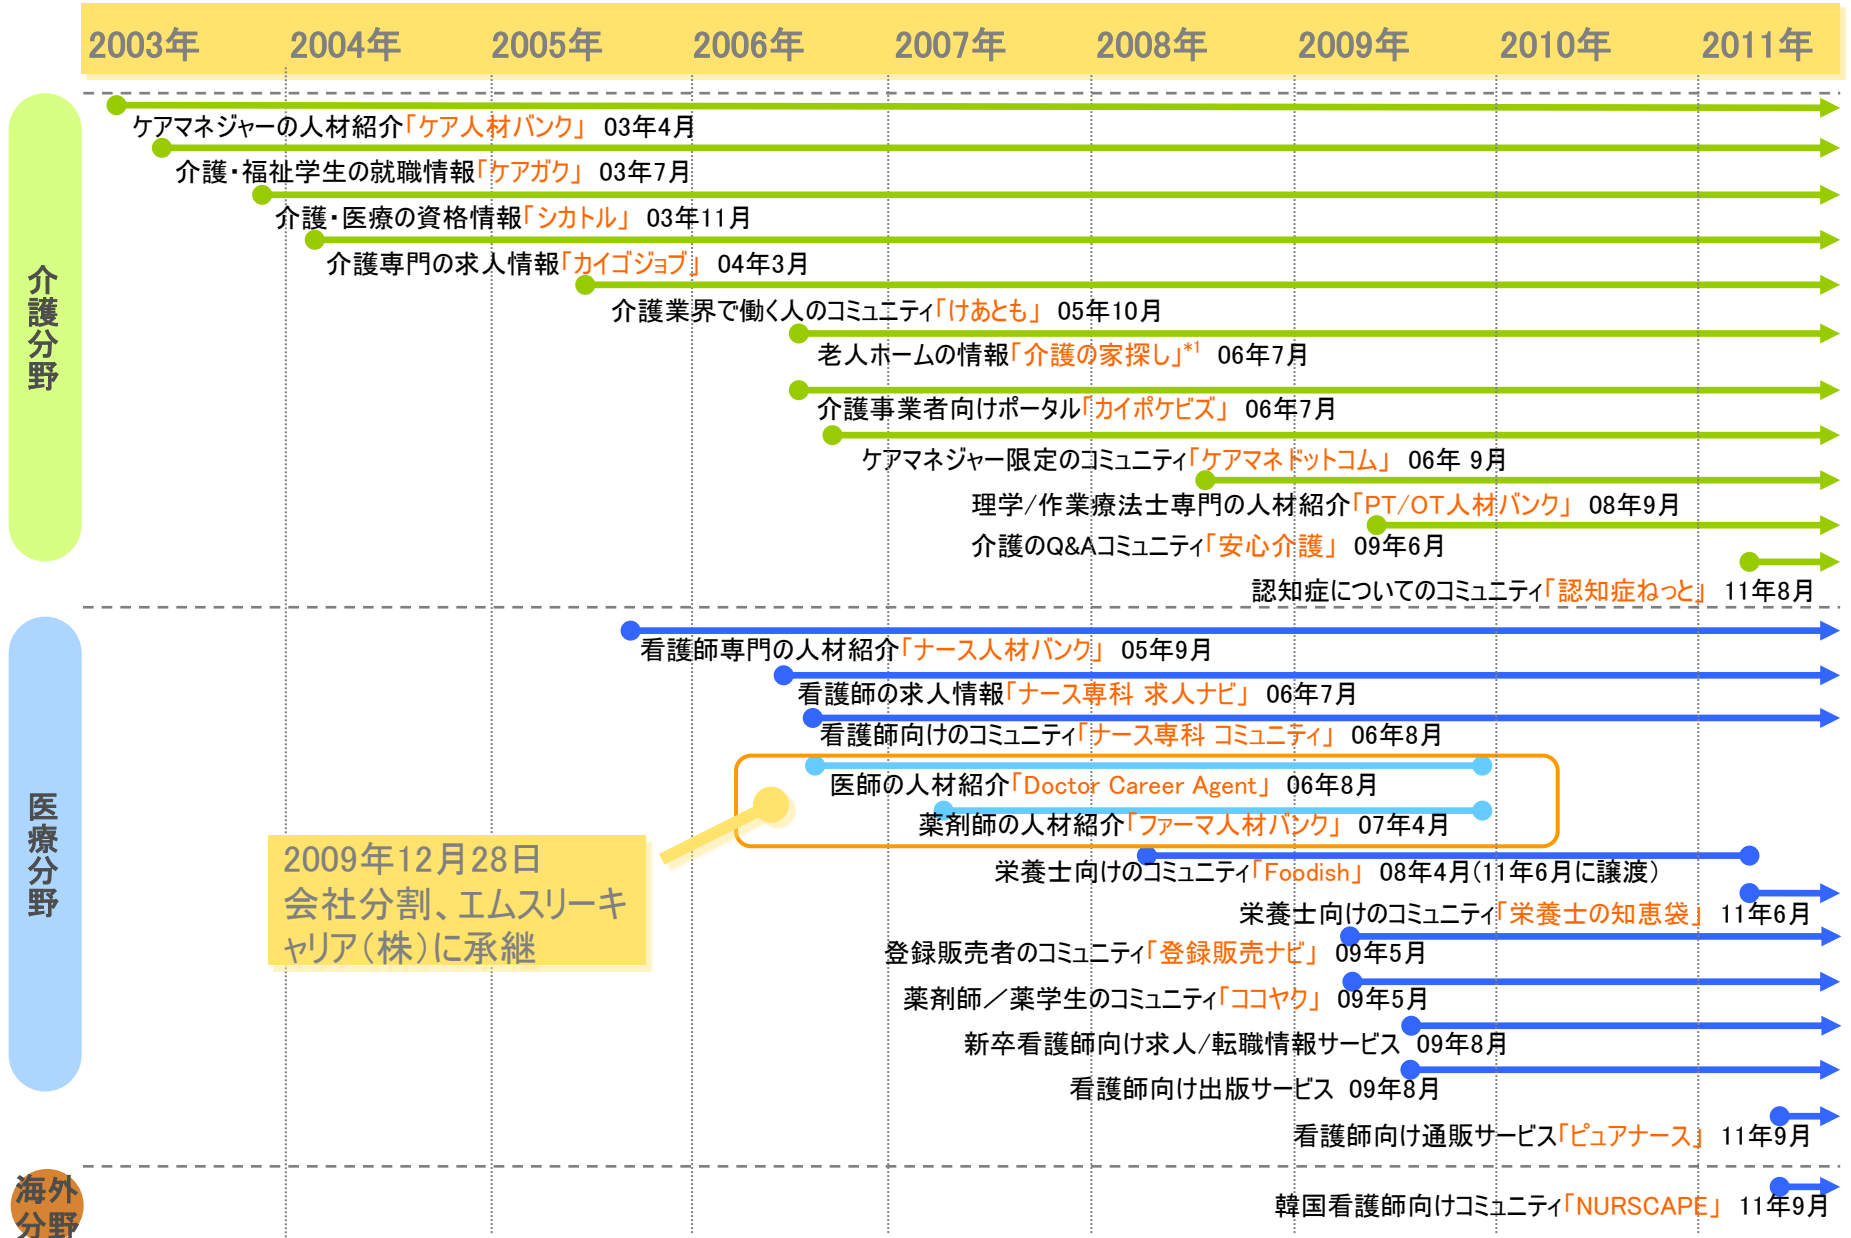 2003年 2004年 2005年 2006年 2007年 2008年 2009年 2010年 2011年
介護分野
ケアマネジャーの人材紹介「ケア人材バンク」 03年4月
介護・福祉学生の就職情報「ケアガク」 03年7月
介護・医療の資格情報「シカトル」 03年11月
介護専門の求人情報「カイゴジョブ」 04年3月
介護業界で働く人のコミュニティ「けあとも」 05年10月
老人ホームの情報「介護の家探し」*1 06年7月
介護事業者向けポータル「カイポケビズ」 06年7月
ケアマネジャー限定のコミュニティ「ケアマネドットコム」 06年 9月
理学/作業療法士専門の人材紹介「PT/OT人材バンク」 08年9月
介護のQ&Aコミュニティ「安心介護」 09年6月
認知症についてのコミュニティ「認知症ねっと」 11年8月
医療分野
看護師専門の人材紹介「ナース人材バンク」 05年9月
看護師の求人情報「ナース専科 求人ナビ」 06年7月
看護師向けのコミュニティ「ナース専科 コミュニティ」 06年8月
医師の人材紹介「Doctor Career Agent」 06年8月
薬剤師の人材紹介「ファーマ人材バンク」 07年4月
2009年12月28日
会社分割、エムスリーキ
ャリア(株)に承継
栄養士向けのコミュニティ「Foodish」 08年4月(11年6月に譲渡)
栄養士向けのコミュニティ「栄養士の知恵袋」 11年6月
登録販売者のコミュニティ「登録販売ナビ」 09年5月
薬剤師/薬学生のコミュニティ「ココヤク」 09年5月
新卒看護師向け求人/転職情報サービス 09年8月
看護師向け出版サービス 09年8月
看護師向け通販サービス「ピュアナース」 11年9月
海外
分野
韓国看護師向けコミュニティ「NURSCAPE」 11年9月